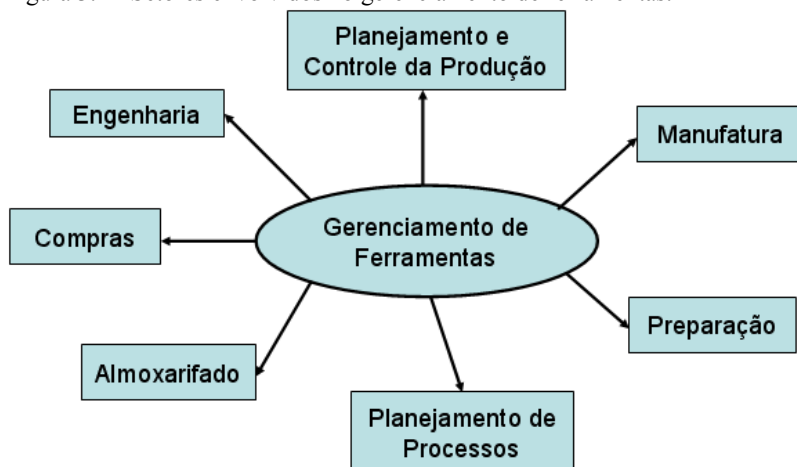 Planejamento e
Controle da Produção
Engenharia
Manufatura
Gerenciamento de
Ferramentas
Compras
Preparação
Almoxarifado
Planejamento de
Processos